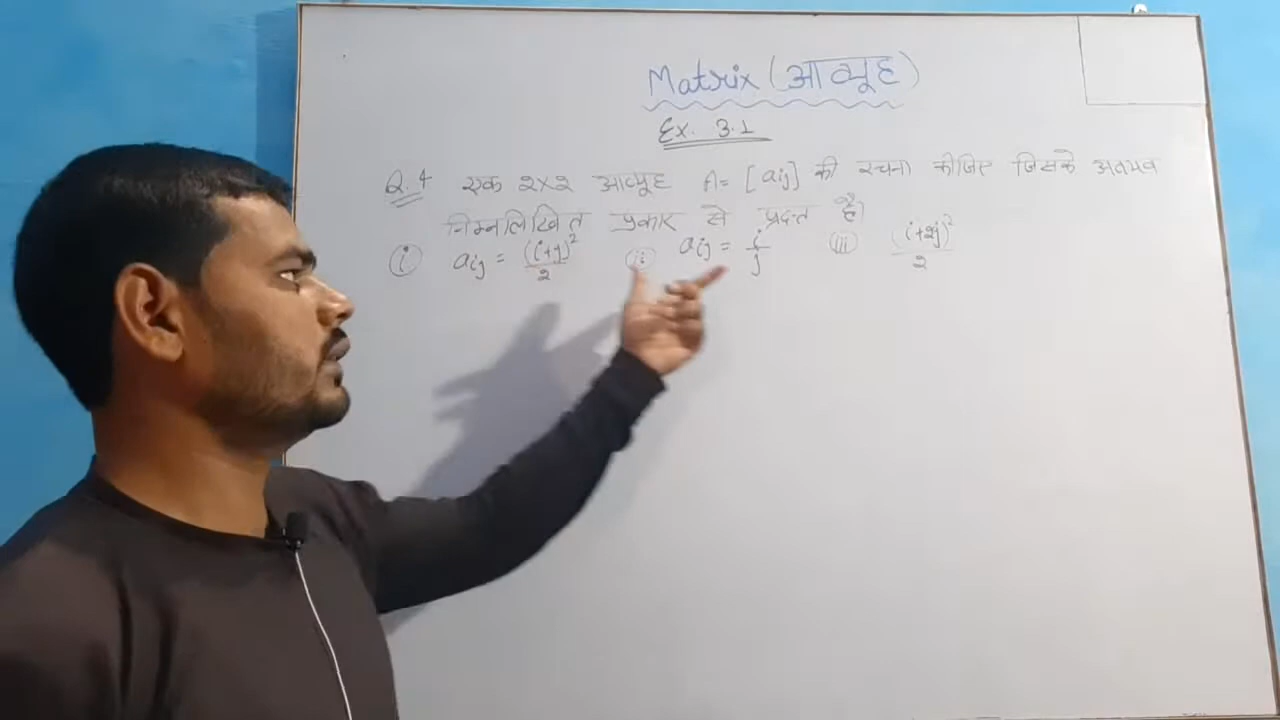 Matrix (आव्यूह)
Ex. 3.1
Q.4 एक 2×2 आव्यूह A = [aij] की रचना कीजिए जिसके अवयव
निम्नलिखित प्रकार से प्रदत्त है।
(i) aij = (i+j)²/2 (ii) aij = i/j (iii) (i+2j)²/2